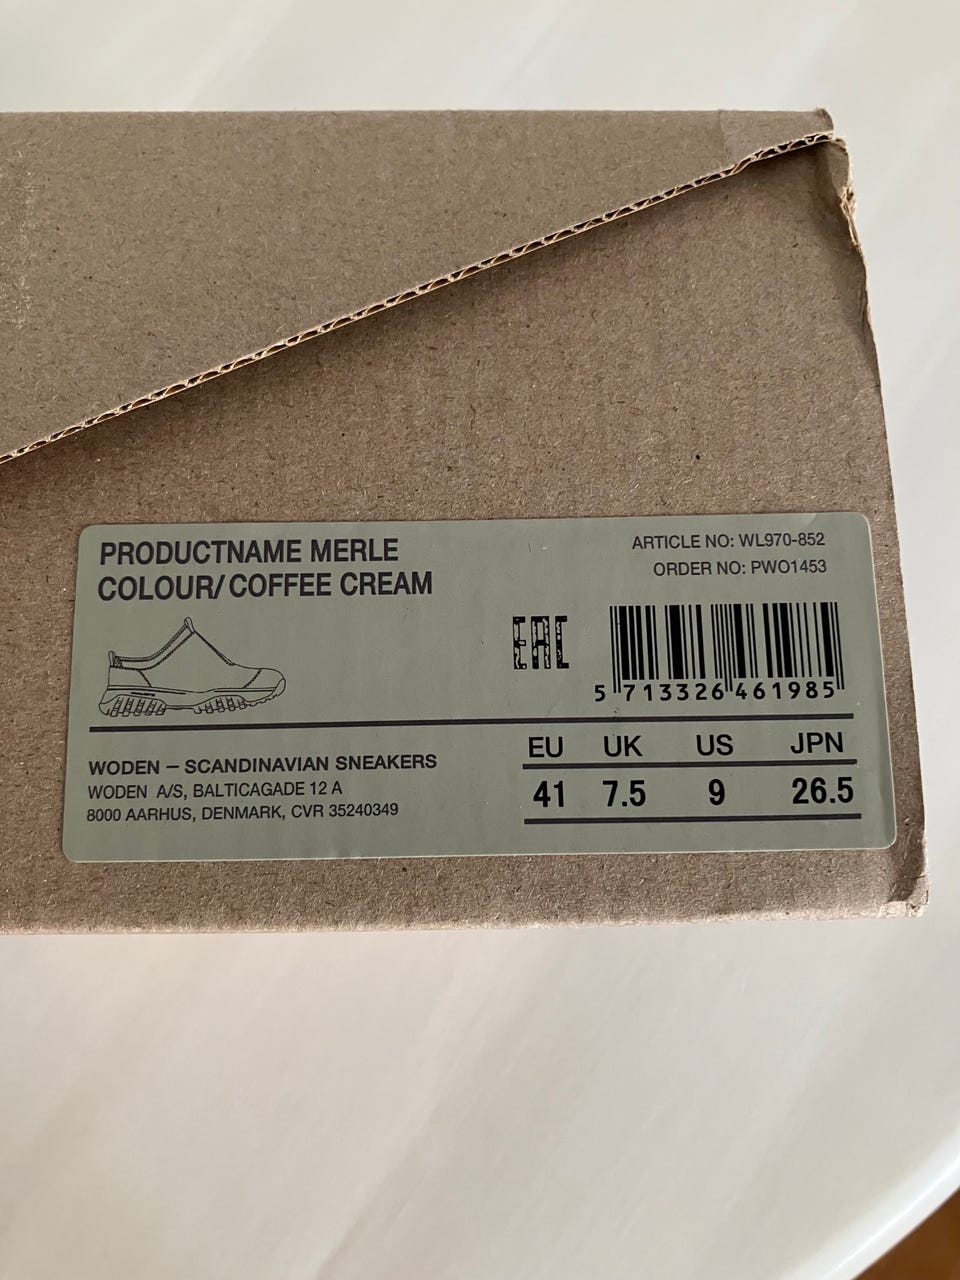 PRODUCTNAME MERLE
COLOUR/ COFFEE CREAM
ARTICLE NO: WL970-852
ORDER NO: PWO1453
EAC
5 713326 461985
WODEN – SCANDINAVIAN SNEAKERS
WODEN A/S, BALTICAGADE 12 A
8000 AARHUS, DENMARK, CVR 35240349
EU UK US JPN
41 7.5 9 26.5